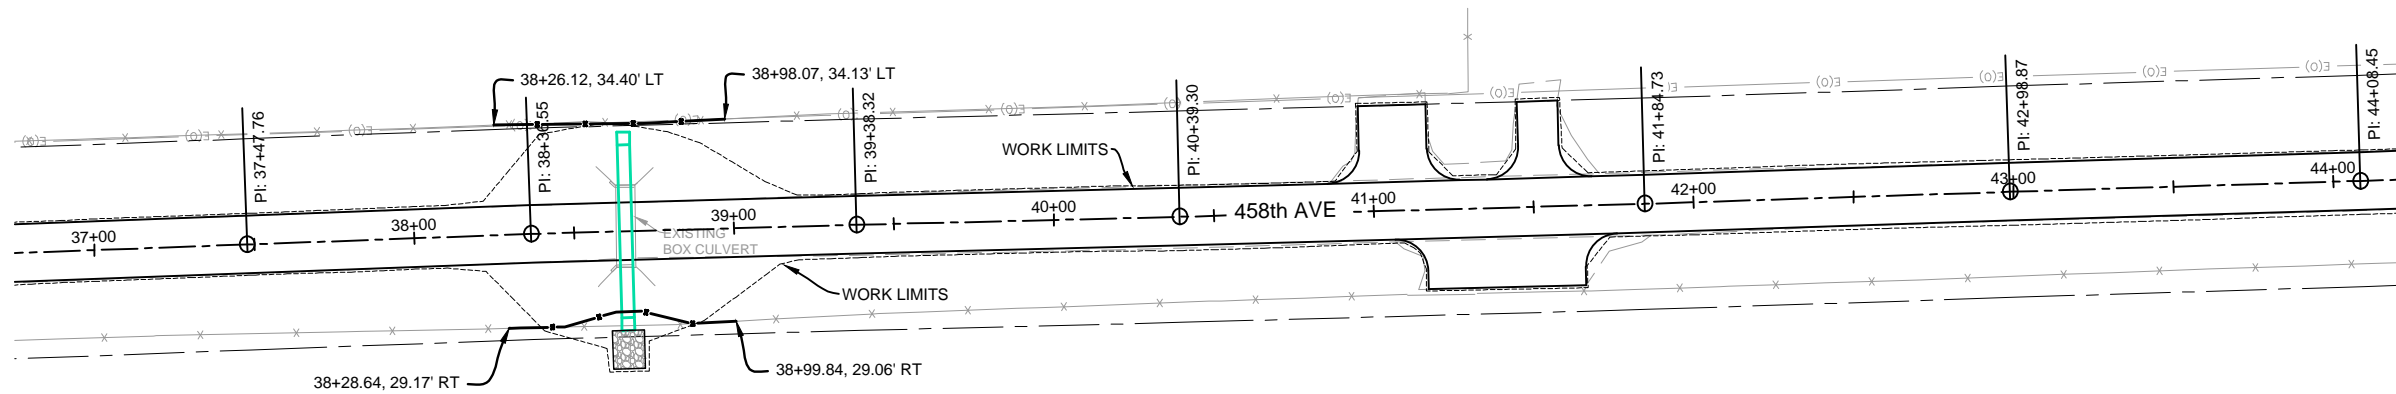 38+26.12, 34.40' LT
38+98.07, 34.13' LT
PI: 37+47.76
PI: 38+36.55
PI: 39+38.32
PI: 40+39.30
PI: 41+84.73
PI: 42+98.87
PI: 44+08.45
E(O)
E(O)
E(O)
E(O)
E(O)
E(O)
E(O)
E(O)
E(O)
E(O)
WORK LIMITS
37+00
38+00
39+00
40+00
458th AVE
41+00
42+00
43+00
44+00
EXISTING
BOX CULVERT
WORK LIMITS
38+28.64, 29.17' RT
38+99.84, 29.06' RT